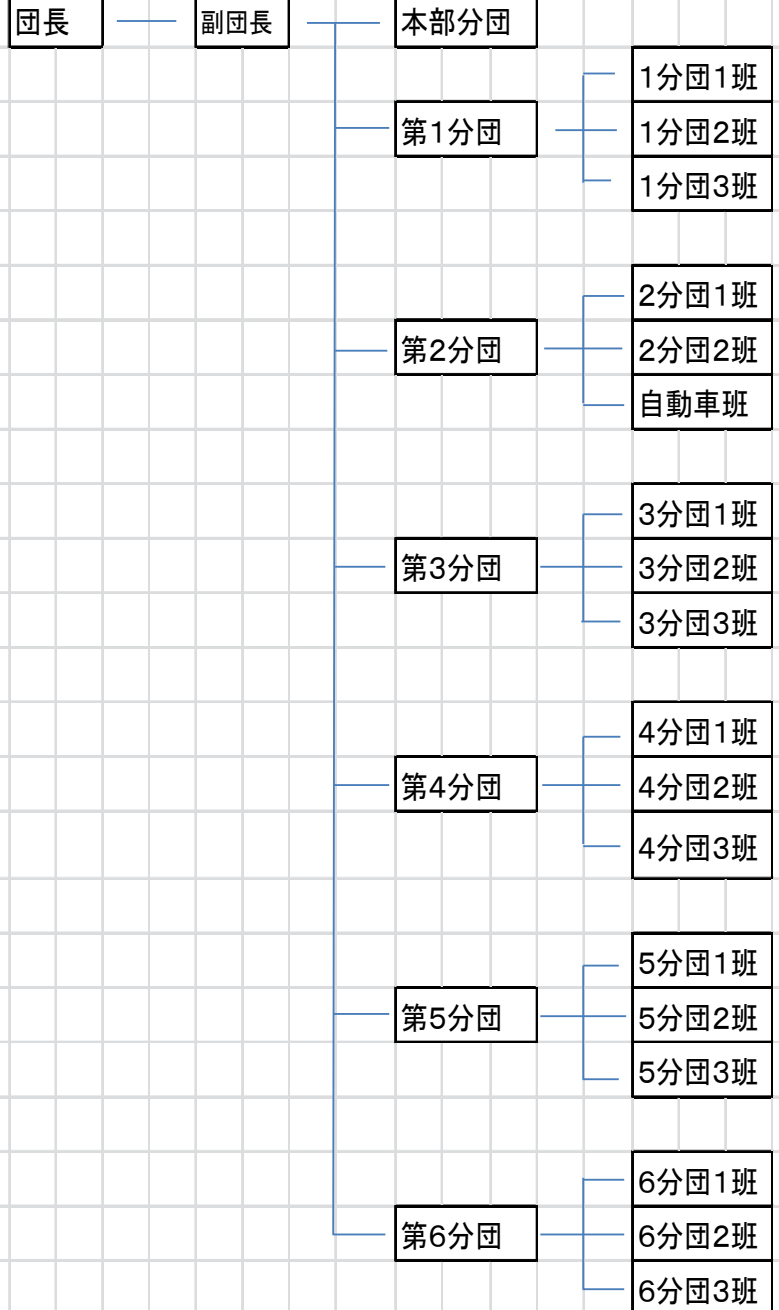 団長 副団長 本部分団
1分団1班
第1分団 1分団2班
1分団3班
2分団1班
第2分団 2分団2班
自動車班
3分団1班
第3分団 3分団2班
3分団3班
4分団1班
第4分団 4分団2班
4分団3班
5分団1班
第5分団 5分団2班
5分団3班
6分団1班
第6分団 6分団2班
6分団3班